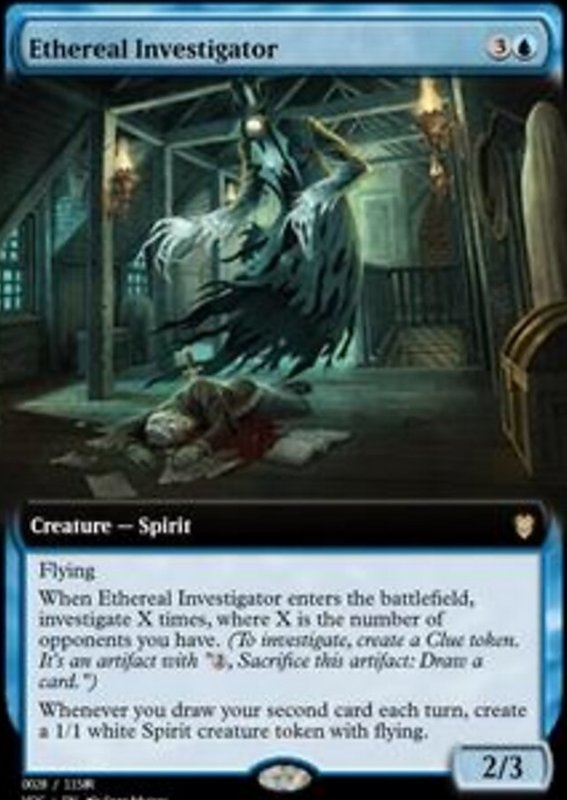 Ethereal Investigator 3
Creature — Spirit
Flying
When Ethereal Investigator enters the battlefield,
investigate X times, where X is the number of
opponents you have. (To investigate, create a Clue token.
It's an artifact with "2, Sacrifice this artifact: Draw a
card.")
Whenever you draw your second card each turn, create
a 1/1 white Spirit creature token with flying.
2/3
0028 / 115R